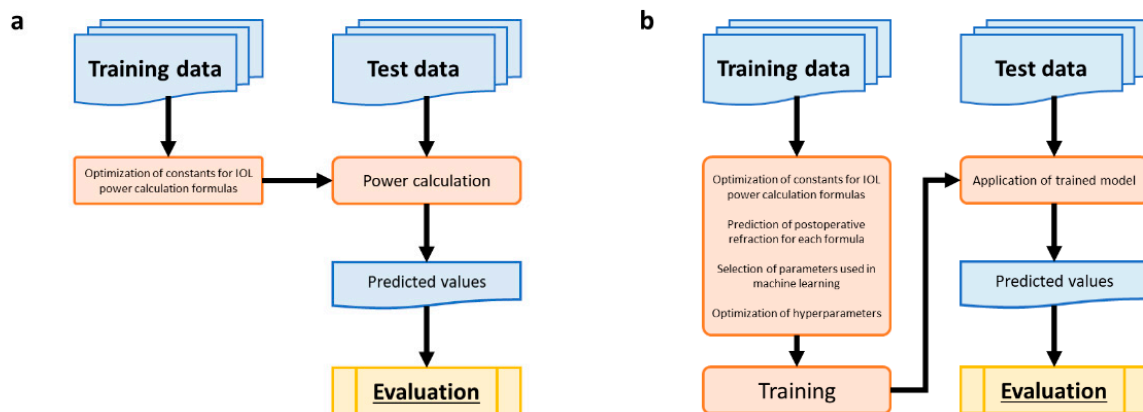 a
Training data
Test data
Optimization of constants for IOL
power calculation formulas
Power calculation
Predicted values
Evaluation
b
Training data
Test data
Optimization of constants for IOL
power calculation formulas
Prediction of postoperative
refraction for each formula
Selection of parameters used in
machine learning
Optimization of hyperparameters
Application of trained model
Predicted values
Training
Evaluation